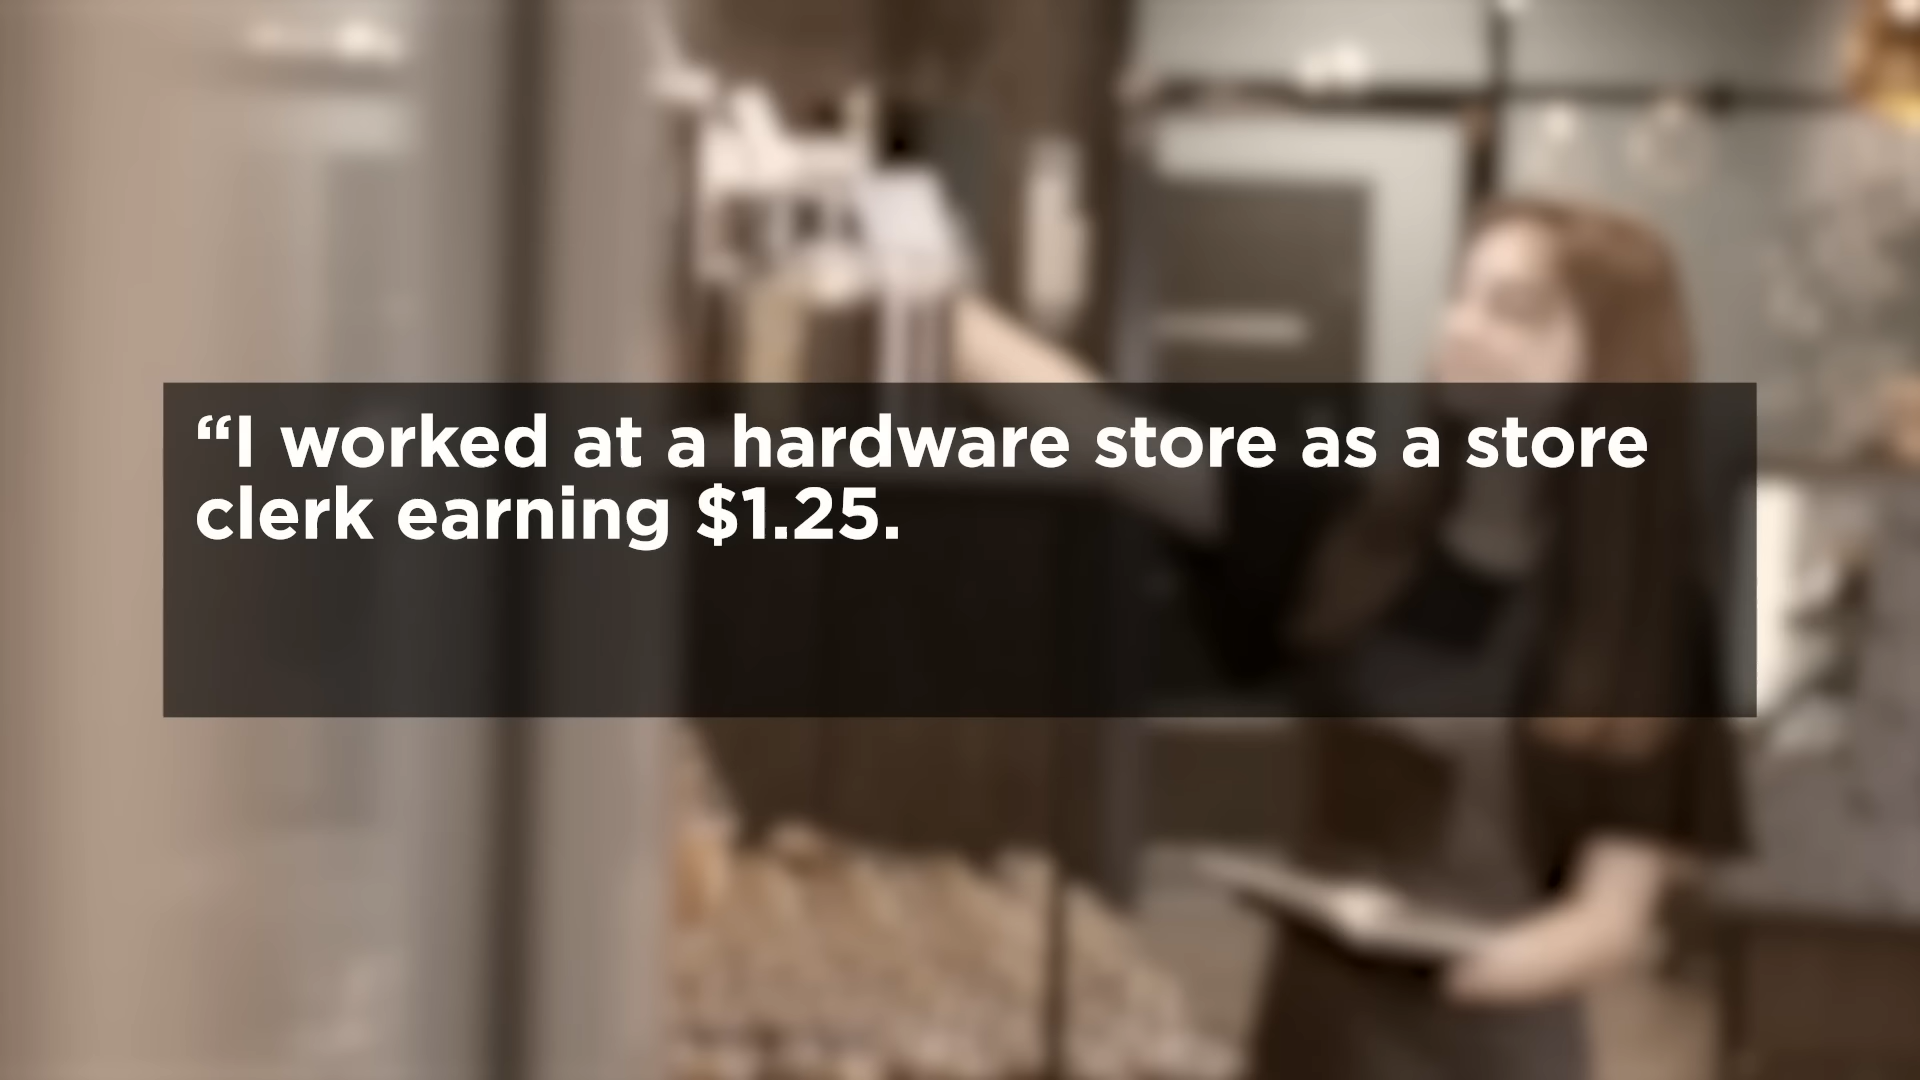 “I worked at a hardware store as a store
clerk earning $1.25.